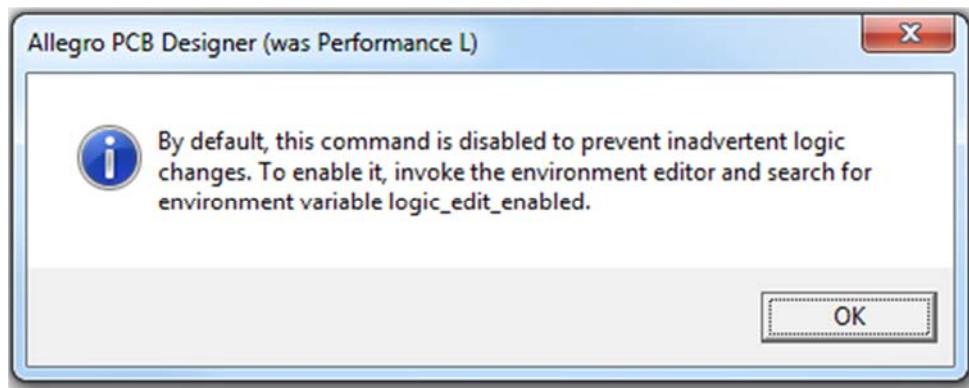 Allegro PCB Designer (was Performance L)
By default, this command is disabled to prevent inadvertent logic
changes. To enable it, invoke the environment editor and search for
environment variable logic_edit_enabled.
OK